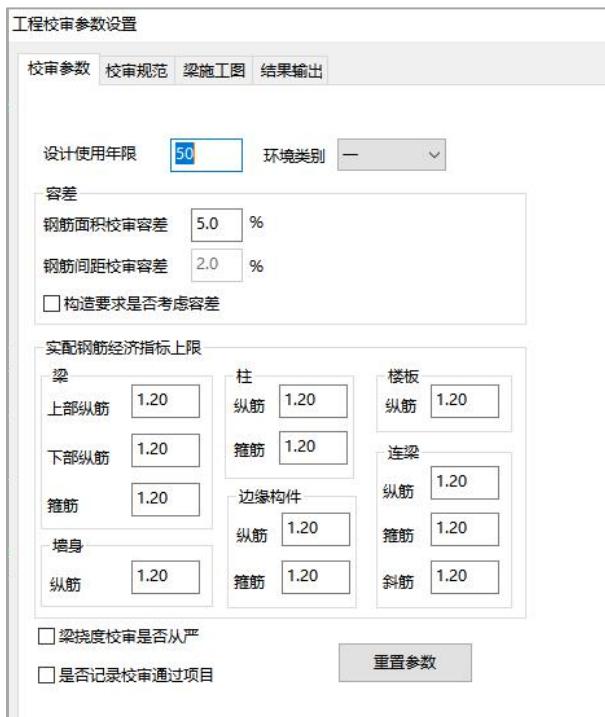 工程校审参数设置
校审参数 校审规范 梁施工图 结果输出
设计使用年限 50 环境类别 一
容差
钢筋面积校审容差 5.0 %
钢筋间距校审容差 2.0 %
构造要求是否考虑容差
实配钢筋经济指标上限
梁
上部纵筋 1.20
下部纵筋 1.20
箍筋 1.20
墙身
纵筋 1.20
柱
纵筋 1.20
箍筋 1.20
边缘构件
纵筋 1.20
箍筋 1.20
楼板
纵筋 1.20
连梁
纵筋 1.20
箍筋 1.20
斜筋 1.20
梁挠度校审是否从严
是否记录校审通过项目
重置参数